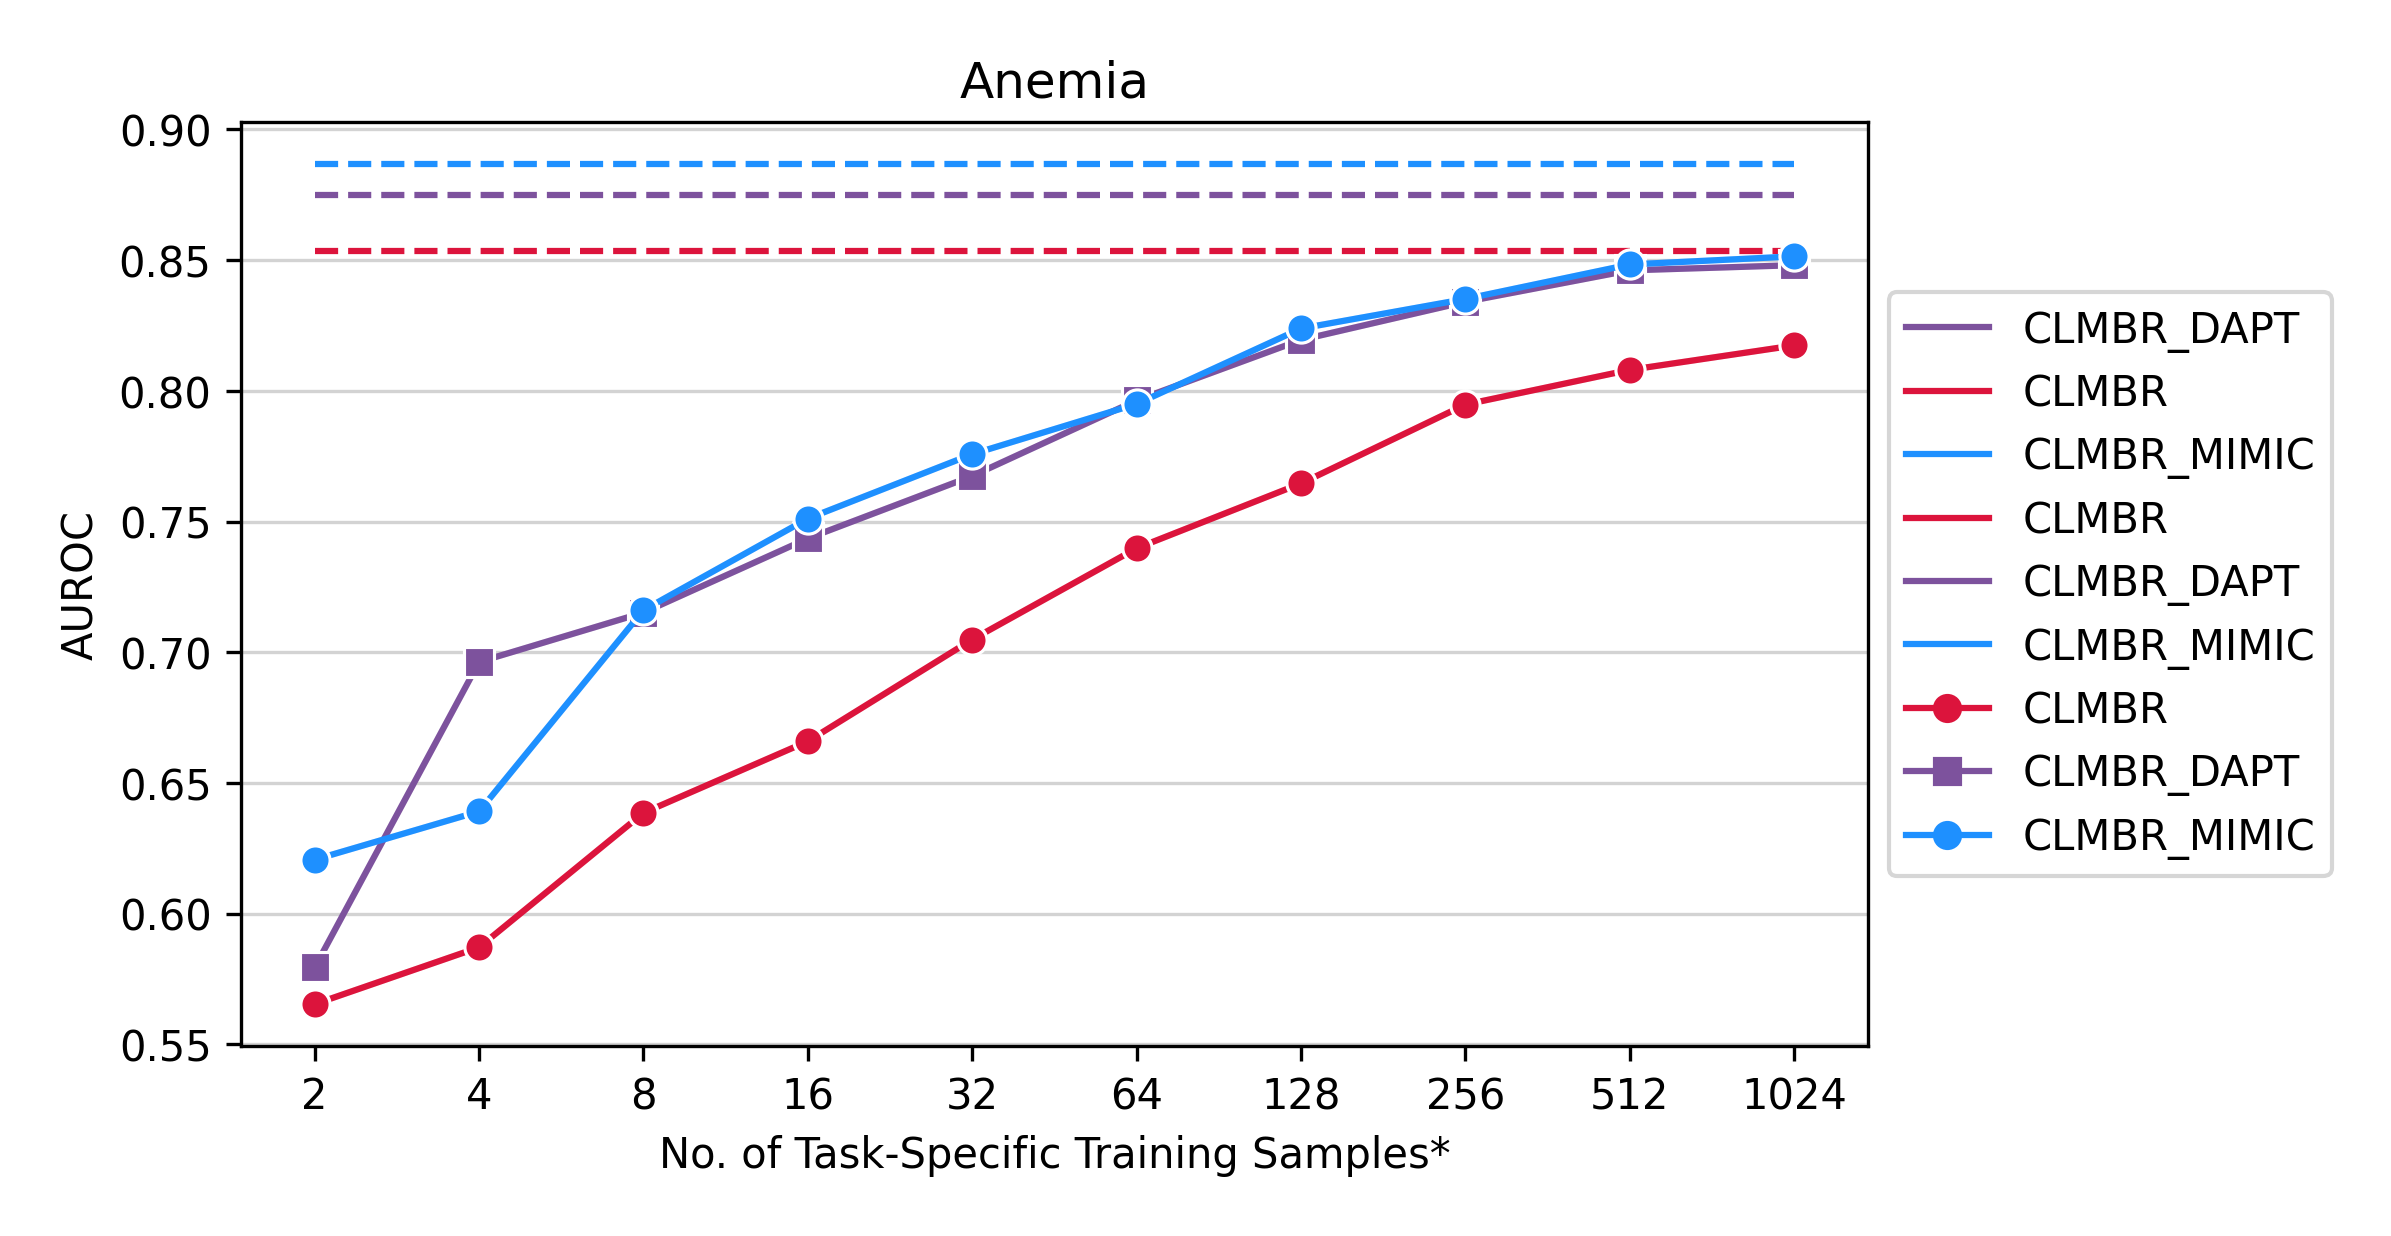 Anemia
0.90
0.85
0.80
0.75
0.70
0.65
0.60
0.55
AUROC
2 4 8 16 32 64 128 256 512 1024
No. of Task-Specific Training Samples*
CLMBR_DAPT
CLMBR
CLMBR_MIMIC
CLMBR
CLMBR_DAPT
CLMBR_MIMIC
CLMBR
CLMBR_DAPT
CLMBR_MIMIC